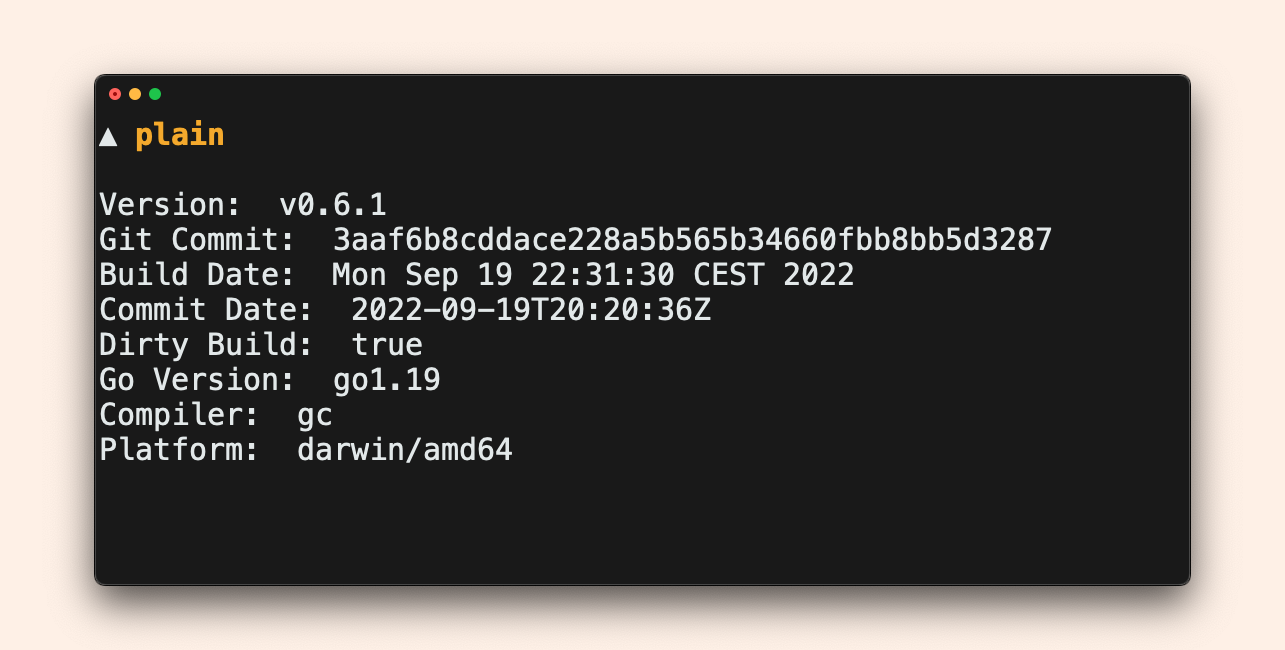 ▲ plain
Version:  v0.6.1
Git Commit:  3aaf6b8cddace228a5b565b34660fbb8bb5d3287
Build Date:  Mon Sep 19 22:31:30 CEST 2022
Commit Date:  2022-09-19T20:20:36Z
Dirty Build:  true
Go Version:  go1.19
Compiler:  gc
Platform:  darwin/amd64